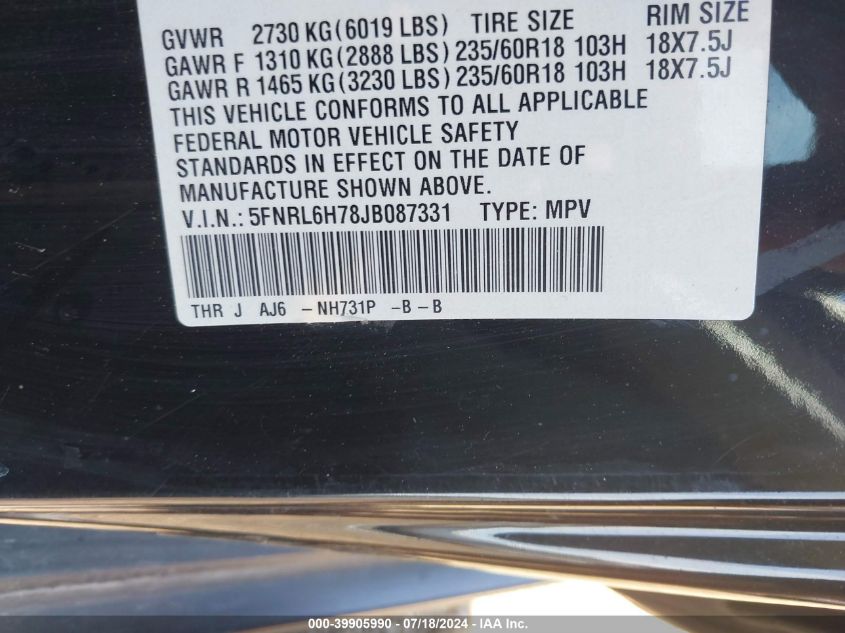 GVWR 2730 KG(6019 LBS) TIRE SIZE RIM SIZE
GAWR F 1310 KG(2888 LBS) 235/60R18 103H 18X7.5J
GAWR R 1465 KG(3230 LBS) 235/60R18 103H 18X7.5J
THIS VEHICLE CONFORMS TO ALL APPLICABLE
FEDERAL MOTOR VEHICLE SAFETY
STANDARDS IN EFFECT ON THE DATE OF
MANUFACTURE SHOWN ABOVE.
V.I.N.: 5FNRL6H78JB087331 TYPE: MPV
THR J AJ6 -NH731P -B-B
000-39905990 - 07/18/2024 - IAA Inc.